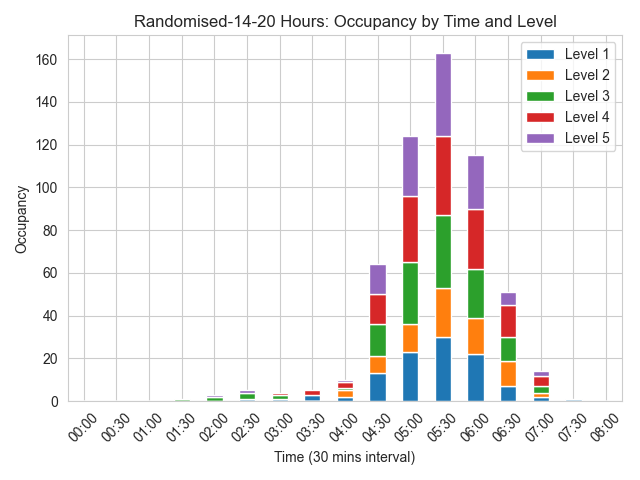 Randomised-14-20 Hours: Occupancy by Time and Level
Level 1
Level 2
Level 3
Level 4
Level 5
Occupancy
160
140
120
100
80
60
40
20
0
00:00 00:30 01:00 01:30 02:00 02:30 03:00 03:30 04:00 04:30 05:00 05:30 06:00 06:30 07:00 07:30 08:00
Time (30 mins interval)